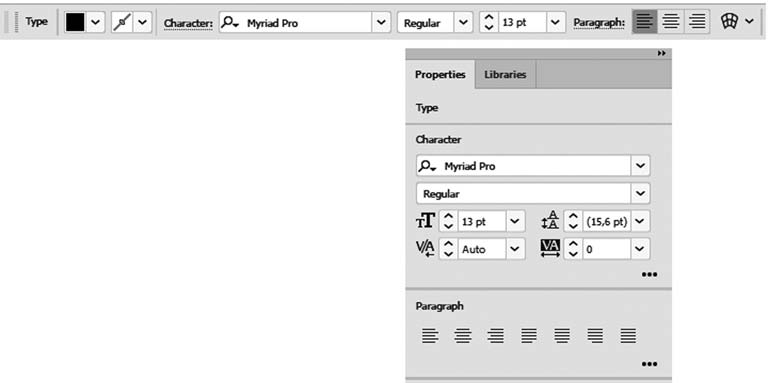 Type Character: Myriad Pro Regular 13 pt Paragraph:
Properties Libraries
Type
Character
Myriad Pro
Regular
13 pt (15,6 pt)
Auto 0
Paragraph